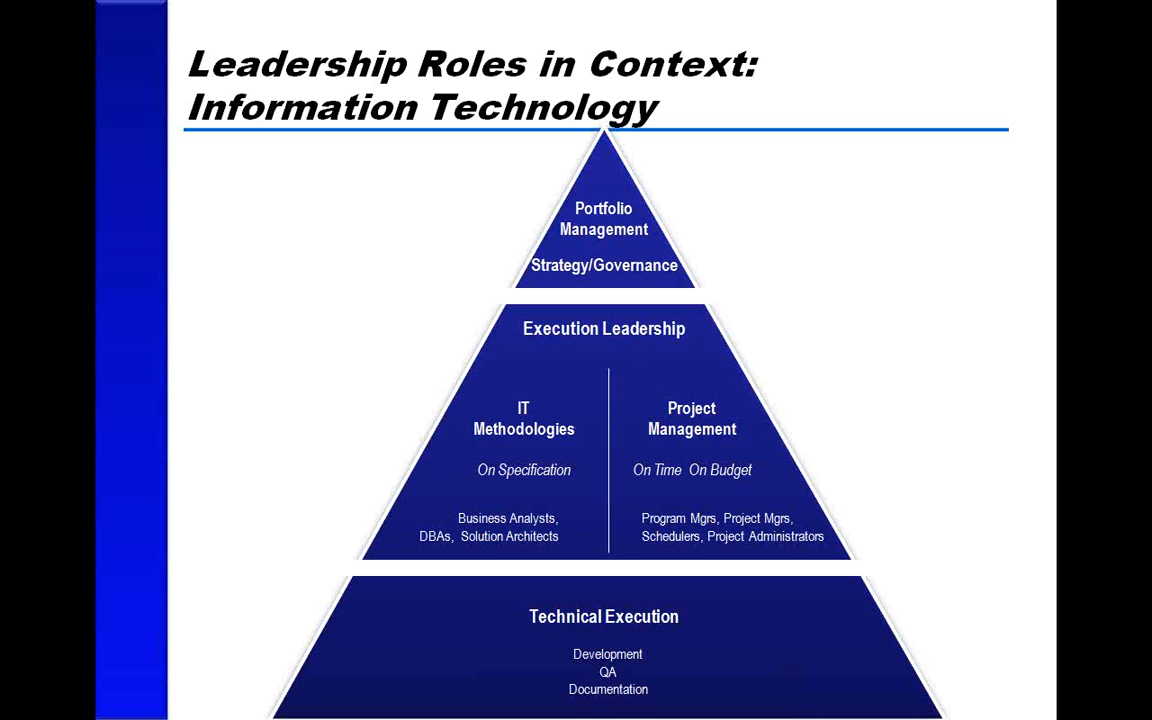 Leadership Roles in Context:
Information Technology
Portfolio
Management
Strategy/Governance
Execution Leadership
IT
Methodologies
On Specification
Business Analysts,
DBAs, Solution Architects
Project
Management
On Time On Budget
Program Mgrs, Project Mgrs,
Schedulers, Project Administrators
Technical Execution
Development
QA
Documentation